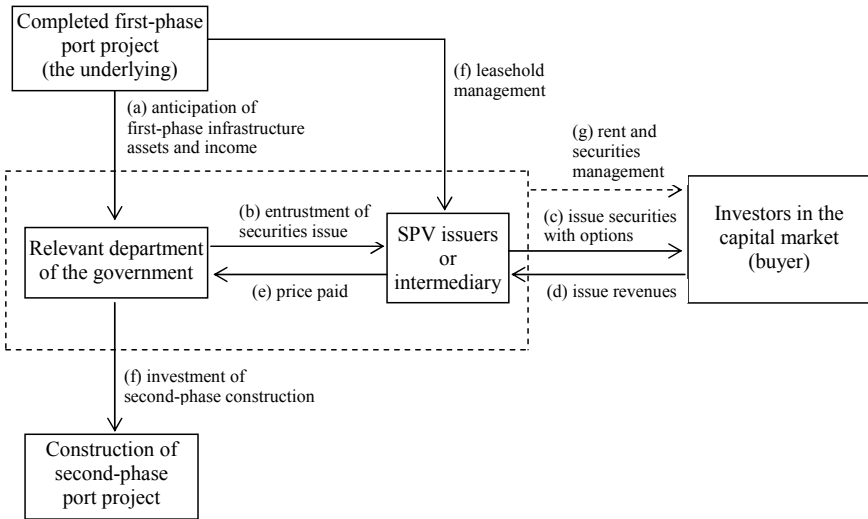 Completed first-phase
port project
(the underlying)
(f) leasehold
management
(a) anticipation of
first-phase infrastructure
assets and income
(g) rent and
securities
management
Relevant department
of the government
(b) entrustment of
securities issue
SPV issuers
or
intermediary
(c) issue securities
with options
Investors in the
capital market
(buyer)
(e) price paid
(d) issue revenues
(f) investment of
second-phase construction
Construction of
second-phase
port project